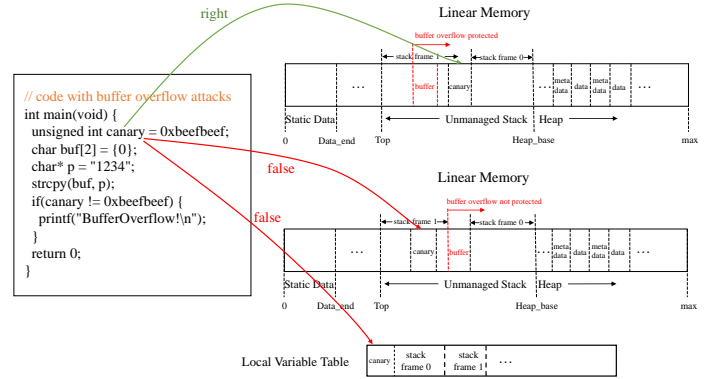 right
Linear Memory
buffer overflow protected
stack frame 1
stack frame 0
buffer
canary
...
...
meta data
data
meta data
data
...
Static Data
Unmanaged Stack
Heap
0
Data_end
Top
Heap_base
max
// code with buffer overflow attacks
int main(void) {
unsigned int canary = 0xbeefbeef;
char buf[2] = {0};
char* p = "1234";
strcpy(buf, p);
if(canary != 0xbeefbeef) {
printf("BufferOverflow!\n");
}
return 0;
}
false
false
Linear Memory
buffer overflow not protected
stack frame 1
stack frame 0
...
canary
buffer
...
meta data
data
meta data
data
...
Static Data
Unmanaged Stack
Heap
0
Data_end
Top
Heap_base
max
Local Variable Table
canary
stack frame 0
stack frame 1
...